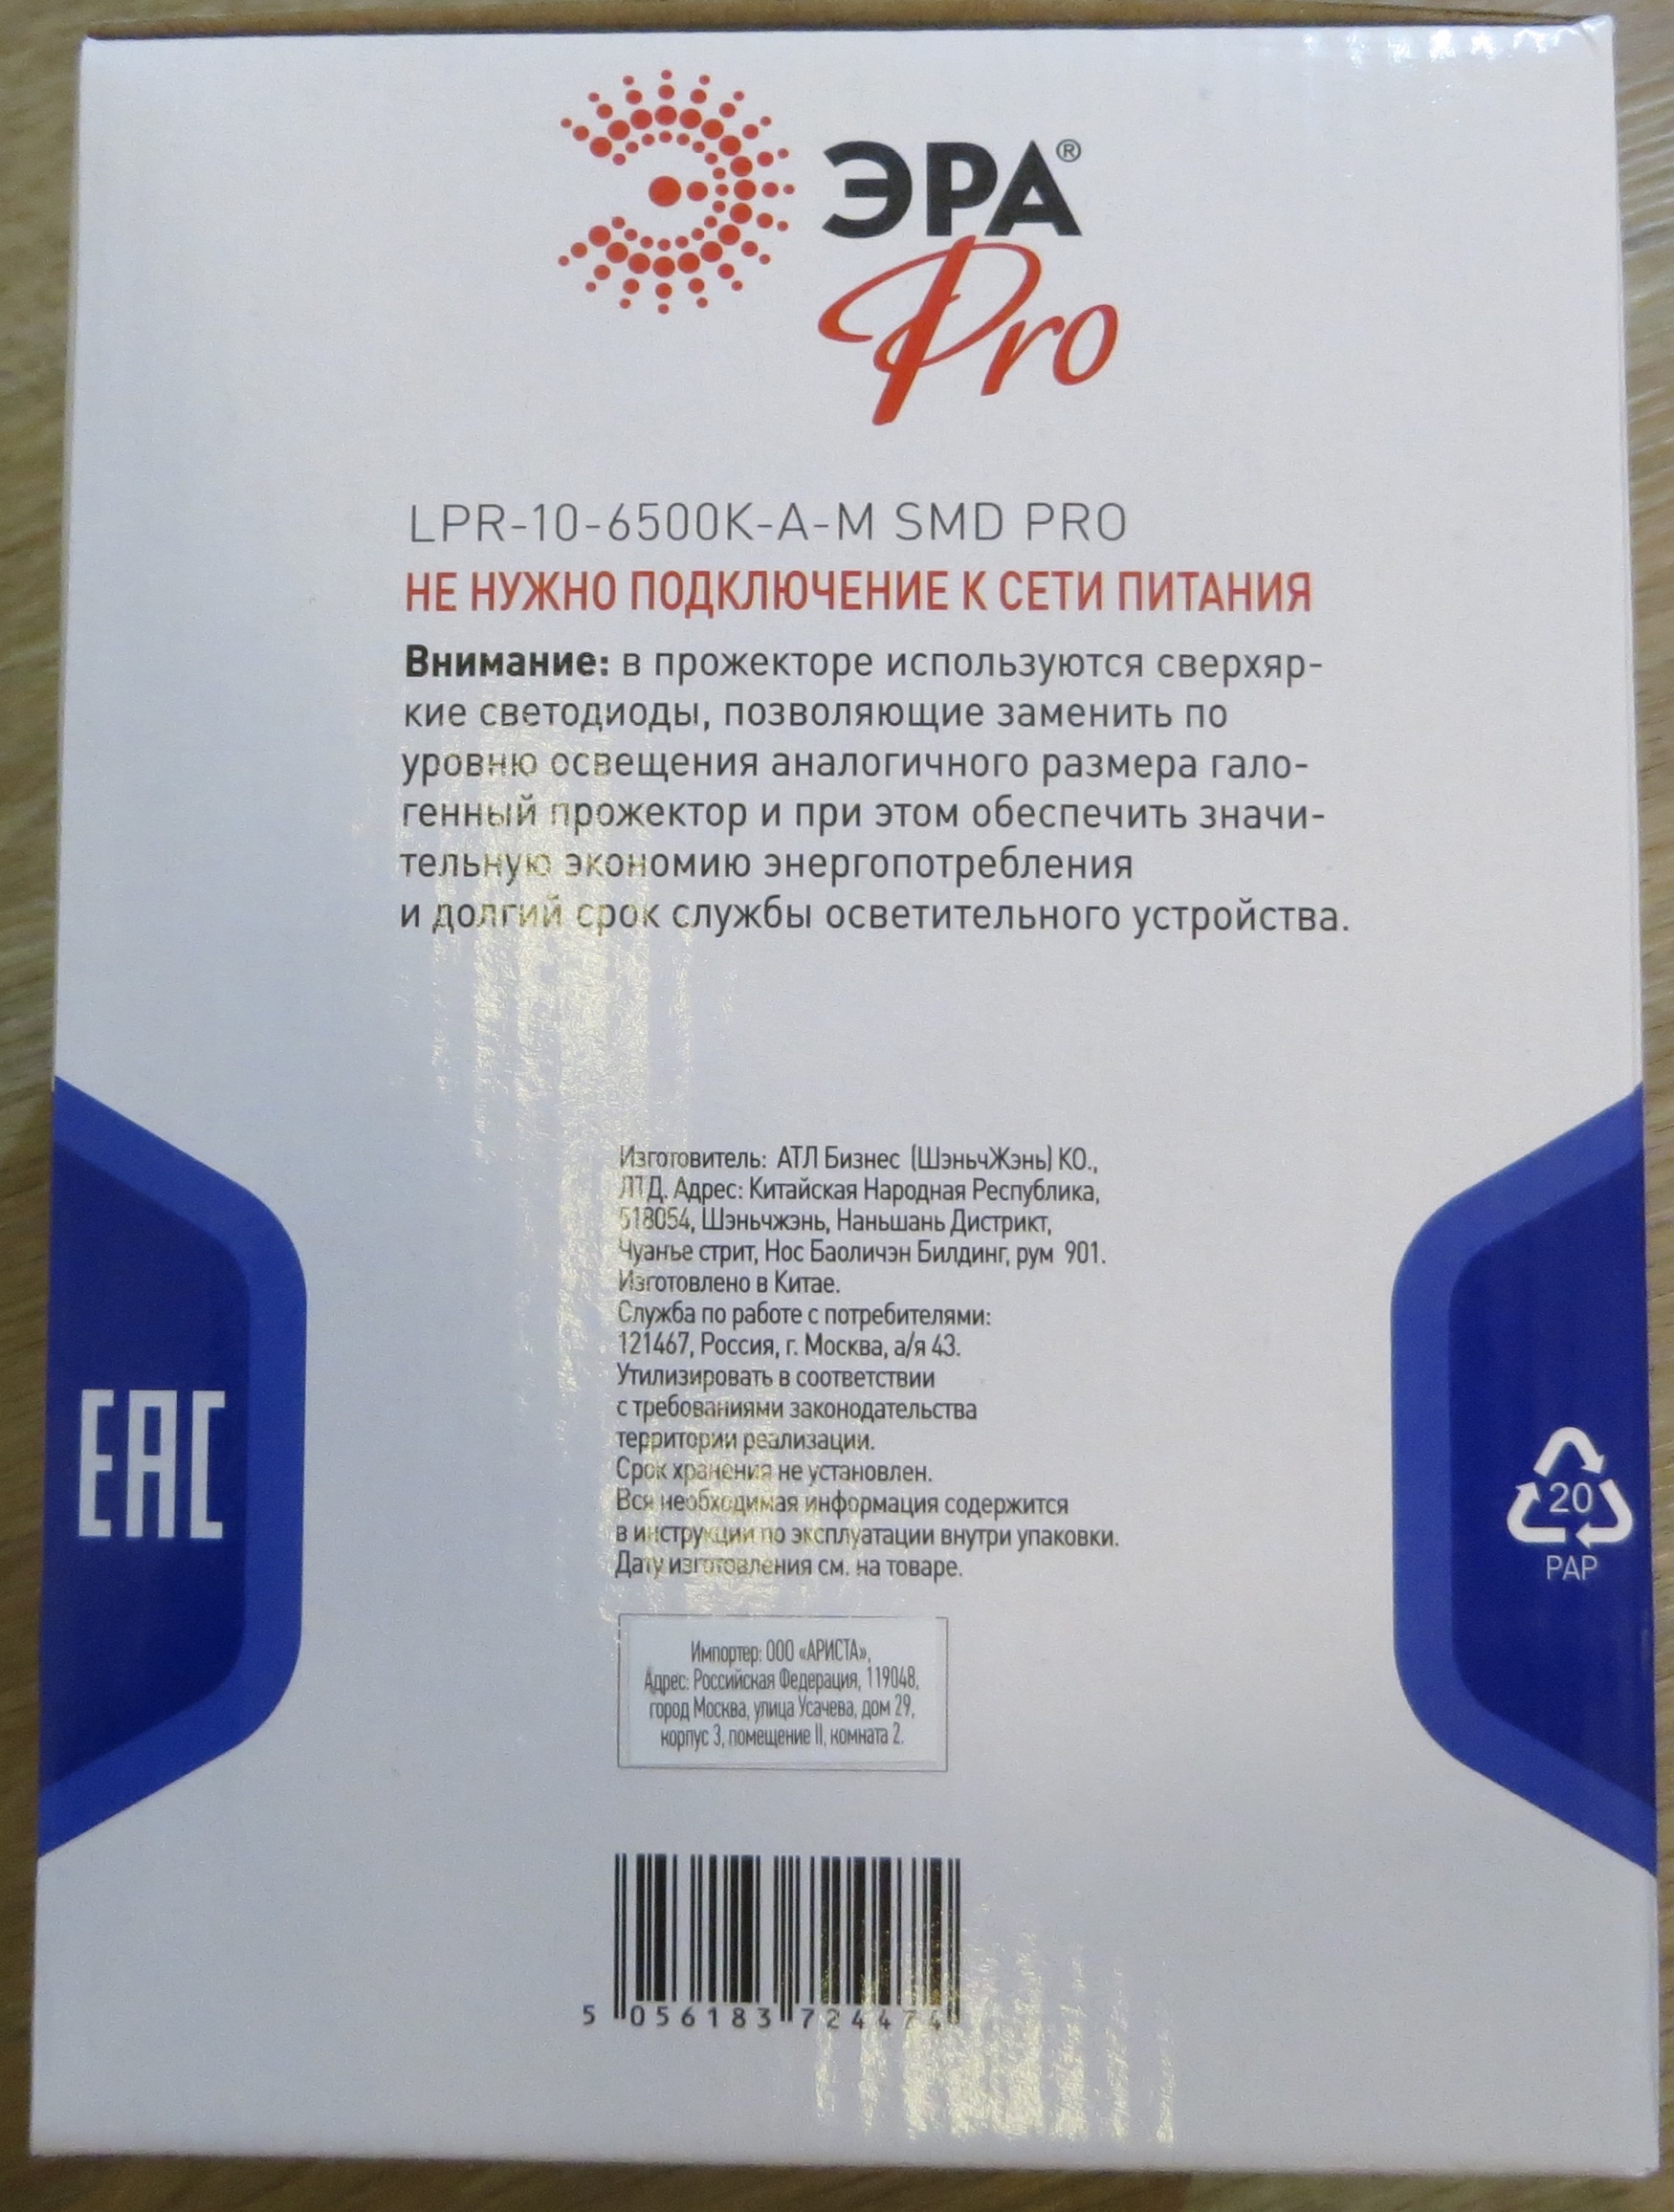 ЭРА®
Pro
LPR-10-6500K-A-M SMD PRO
НЕ НУЖНО ПОДКЛЮЧЕНИЕ К СЕТИ ПИТАНИЯ
Внимание: в прожекторе используются сверхяр-
кие светодиоды, позволяющие заменить по
уровню освещения аналогичного размера гало-
генный прожектор и при этом обеспечить значи-
тельную экономию энергопотребления
и долгий срок службы осветительного устройства.
Изготовитель: АТЛ Бизнес (ШэньчЖэнь) КО.,
ЛТД. Адрес: Китайская Народная Республика,
518054, Шэньчжэнь, Наньшань Дистрикт,
Чуанье стрит, Нос Баоличэн Билдинг, рум 901.
Изготовлено в Китае.
Служба по работе с потребителями:
121467, Россия, г. Москва, а/я 43.
Утилизировать в соответствии
с требованиями законодательства
территории реализации.
Срок хранения не установлен.
Вся необходимая информация содержится
в инструкции по эксплуатации внутри упаковки.
Дату изготовления см. на товаре.
EAC
20
PAP
Импортер: ООО «АРИСТА»,
Адрес: Российская Федерация, 119048,
город Москва, улица Усачева, дом 29,
корпус 3, помещение II, комната 2.
5 056183 724474